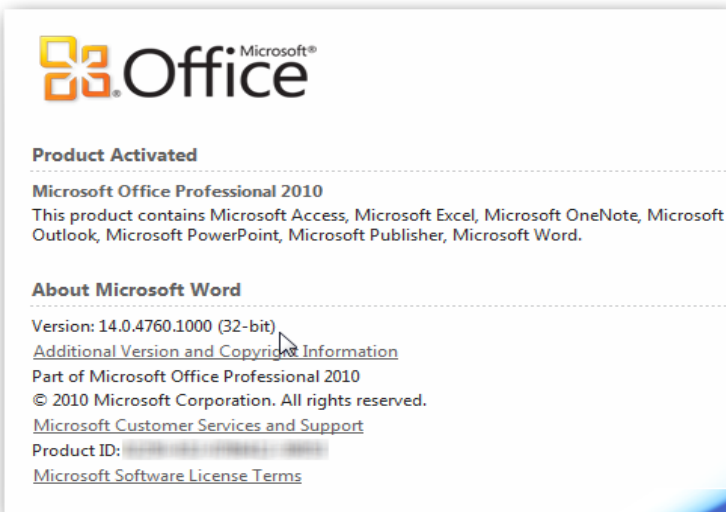 Microsoft®
Office
Product Activated
Microsoft Office Professional 2010
This product contains Microsoft Access, Microsoft Excel, Microsoft OneNote, Microsoft
Outlook, Microsoft PowerPoint, Microsoft Publisher, Microsoft Word.
About Microsoft Word
Version: 14.0.4760.1000 (32-bit)
Additional Version and Copyright Information
Part of Microsoft Office Professional 2010
© 2010 Microsoft Corporation. All rights reserved.
Microsoft Customer Services and Support
Product ID:
Microsoft Software License Terms